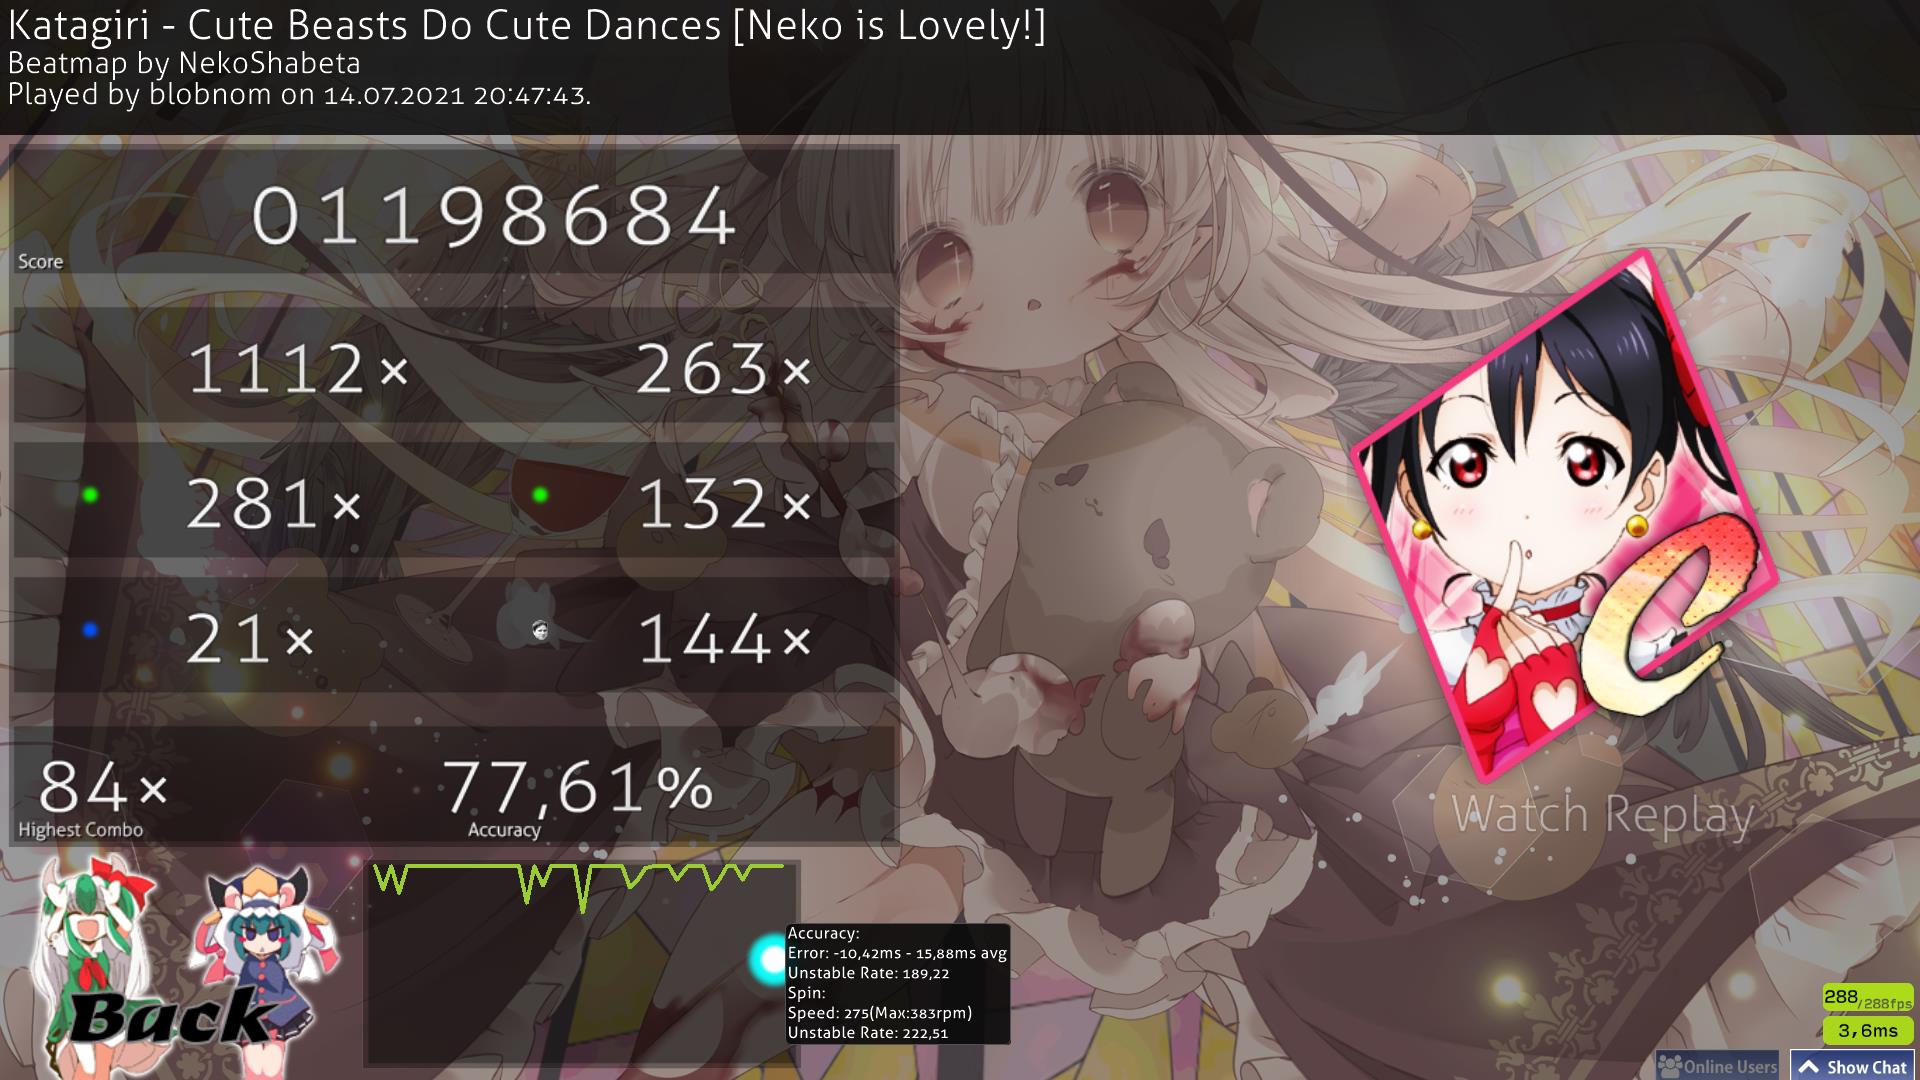 Katagiri - Cute Beasts Do Cute Dances [Neko is Lovely!]
Beatmap by NekoShabeta
Played by blobnom on 14.07.2021 20:47:43.
01198684
Score
1112× 263×
281× 132×
21× 144×
84× 77,61%
Highest Combo Accuracy
C
Watch Replay
Back
Accuracy:
Error: -10,42ms - 15,88ms avg
Unstable Rate: 189,22
Spin:
Speed: 275(Max:383rpm)
Unstable Rate: 222,51
288/288fps
3,6ms
Online Users
Show Chat